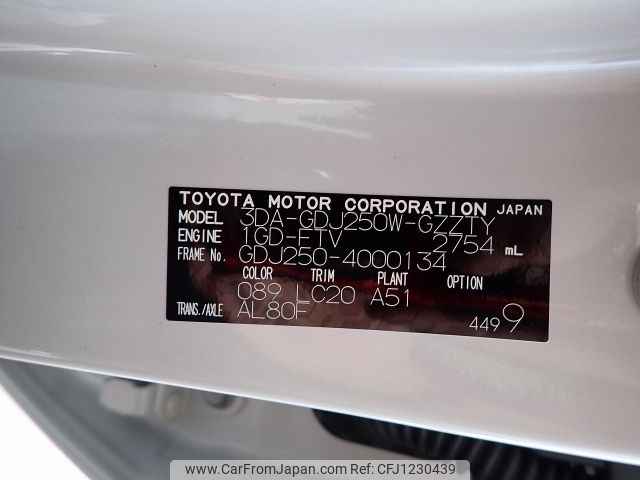 TOYOTA MOTOR CORPORATION JAPAN
MODEL 3DA-GDJ250W-GZZTY
ENGINE 1GD-FTV 2754 mL
FRAME No. GDJ250-4000134
COLOR TRIM PLANT OPTION
089 LC20 A51
TRANS./AXLE AL80F
449 9
www.CarFromJapan.com | REFNO:CFJ1230439